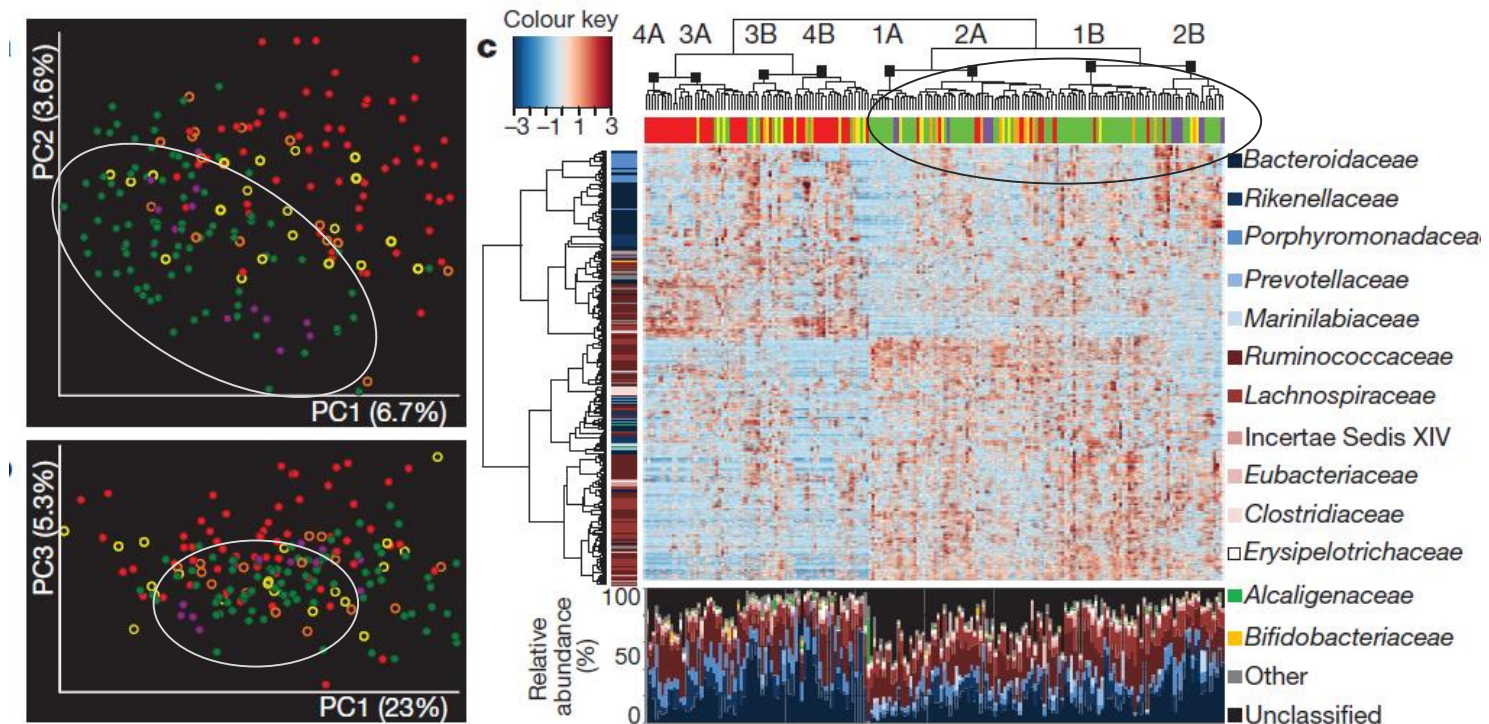 PC2 (3.6%)
PC1 (6.7%)
PC3 (5.3%)
PC1 (23%)
c
Colour key
−3 −1 1 3
4A 3A 3B 4B 1A 2A 1B 2B
Bacteroidaceae
Rikenellaceae
Porphyromonadacea
Prevotellaceae
Marinilabiaceae
Ruminococcaceae
Lachnospiraceae
Incertae Sedis XIV
Eubacteriaceae
Clostridiaceae
Erysipelotrichaceae
Alcaligenaceae
Bifidobacteriaceae
Other
Unclassified
Relative
abundance
(%)
100
50
0